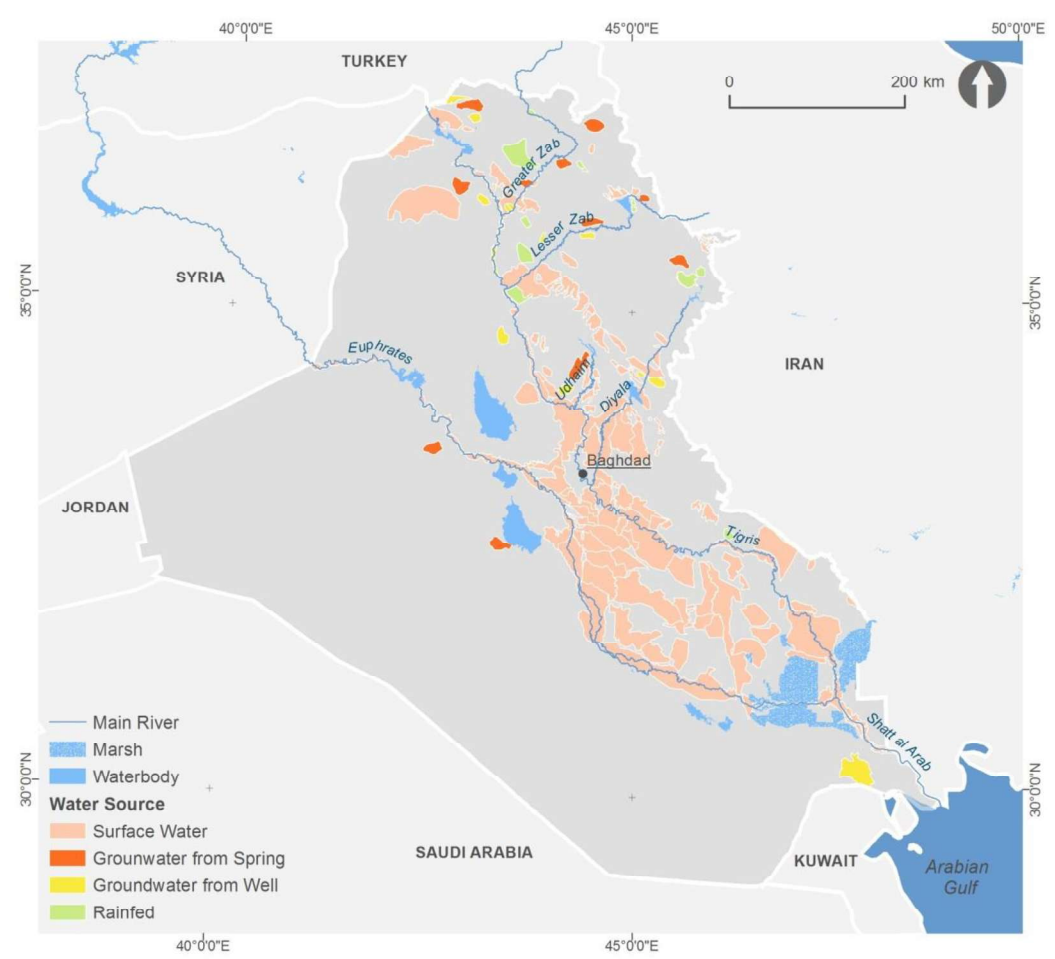 40°0'0"E
45°0'0"E
50°0'0"E
TURKEY
0
200 km
Greater Zab
Lesser Zab
SYRIA
35°0'0"N
35°0'0"N
Euphrates
IRAN
Udhaim
Diyala
Baghdad
JORDAN
Tigris
Shatt al Arab
Main River
Marsh
Waterbody
Water Source
Surface Water
Grounwater from Spring
Groundwater from Well
Rainfed
30°0'0"N
30°0'0"N
SAUDI ARABIA
KUWAIT
Arabian
Gulf
40°0'0"E
45°0'0"E